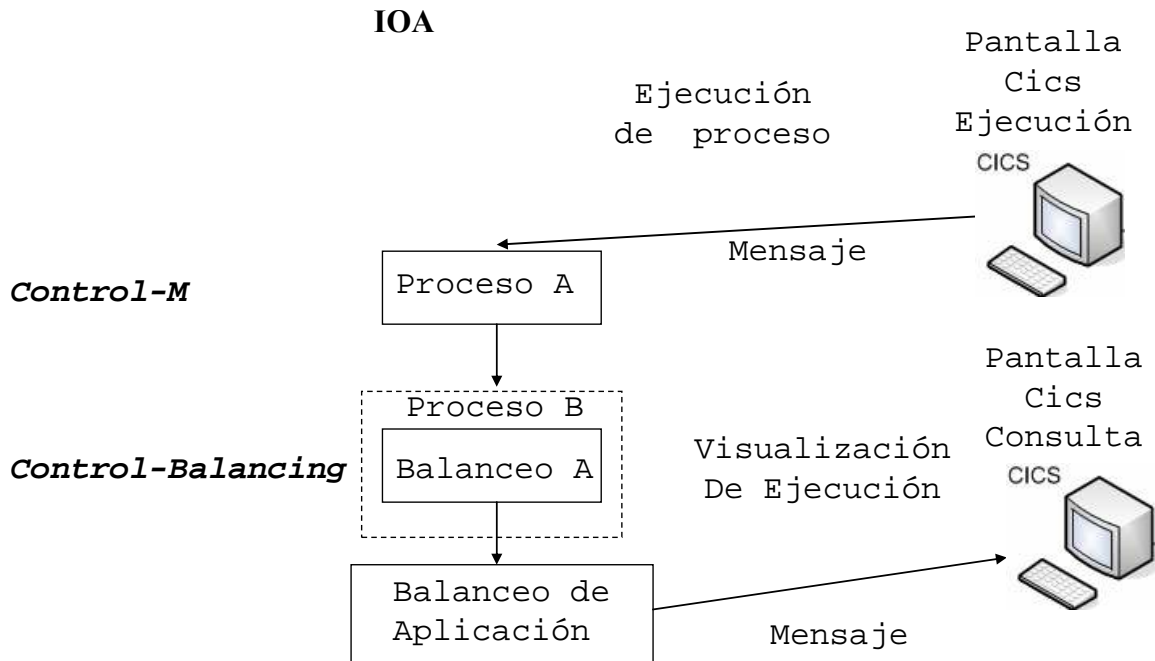 IOA
Pantalla
Cics
Ejecución
Ejecución
de proceso
CICS
Mensaje
Control-M
Proceso A
Pantalla
Cics
Consulta
Proceso B
Control-Balancing
Balanceo A
Visualización
De Ejecución
CICS
Balanceo de
Aplicación
Mensaje